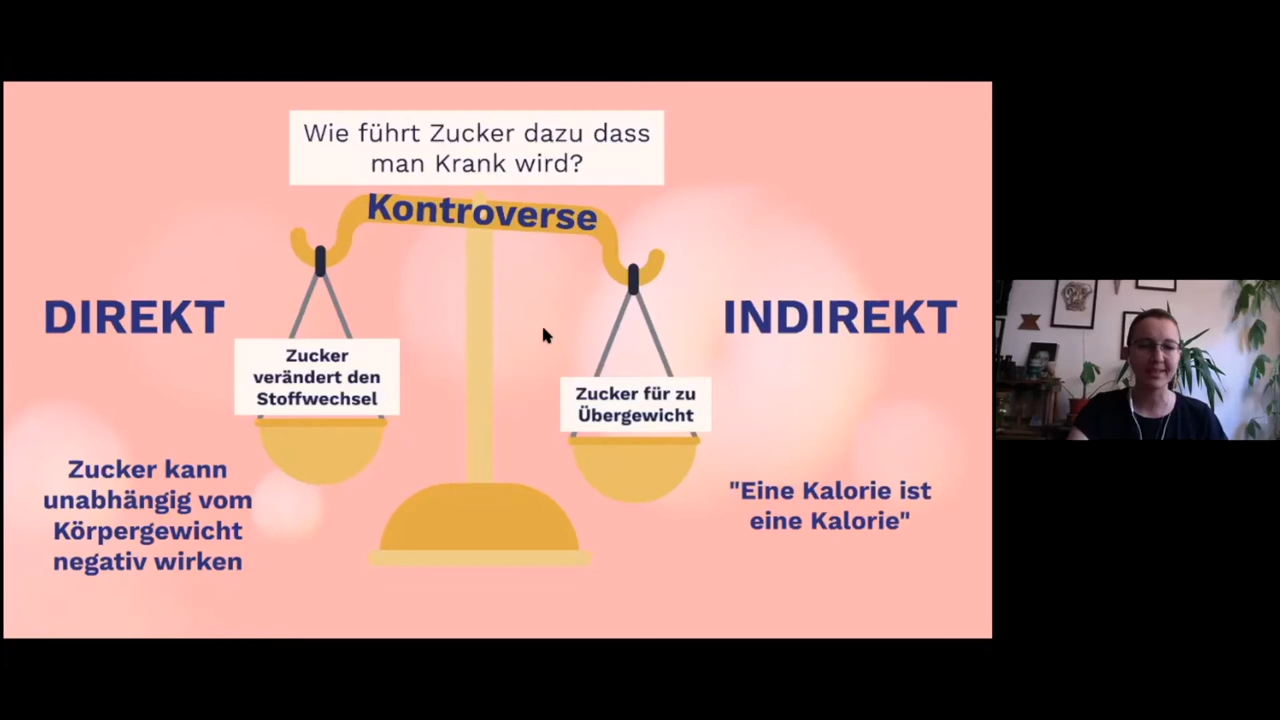 Wie führt Zucker dazu dass
man Krank wird?
Kontroverse
DIREKT
INDIREKT
Zucker
verändert den
Stoffwechsel
Zucker für zu
Übergewicht
Zucker kann
unabhängig vom
Körpergewicht
negativ wirken
"Eine Kalorie ist
eine Kalorie"